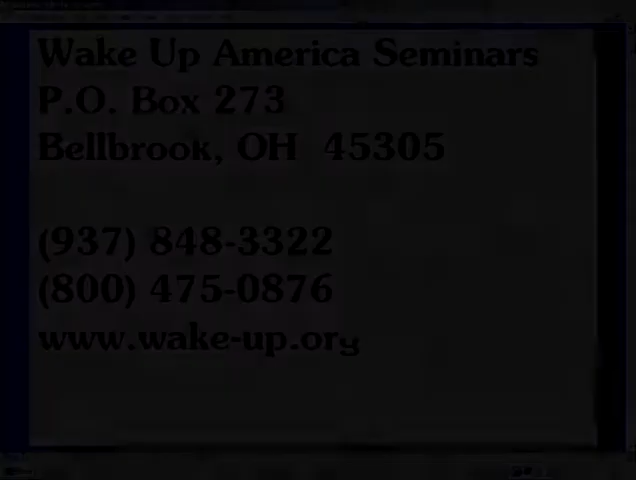 Wake Up America Seminars
P.O. Box 273
Bellbrook, OH 45305
(937) 848-3322
(800) 475-0876
www.wake-up.org